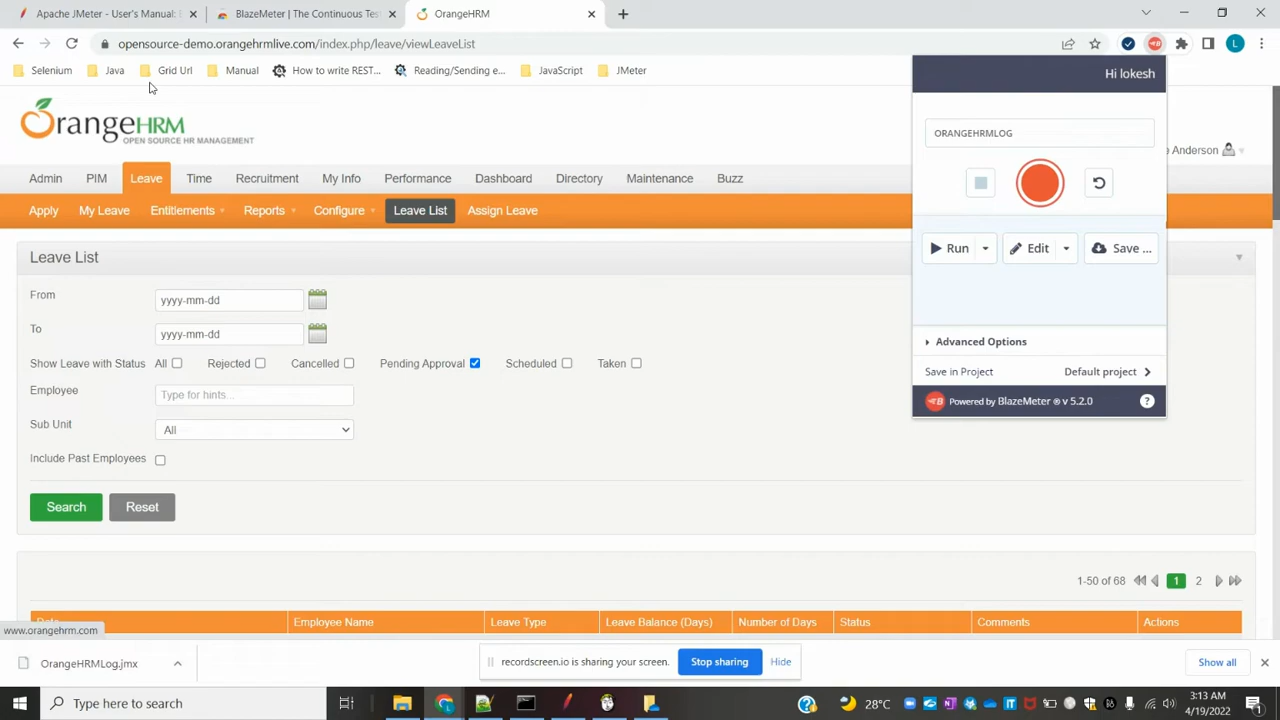 Apache JMeter - User's Manual:
BlazeMeter | The Continuous Tes
OrangeHRM
opensource-demo.orangehrmlive.com/index.php/leave/viewLeaveList
L
Selenium
Java
Grid Url
Manual
How to write REST...
Reading/Sending e...
JavaScript
JMeter
Hi lokesh
OrangeHRM
OPEN SOURCE HR MANAGEMENT
ORANGEHRMLOG
Anderson
Admin
PIM
Leave
Time
Recruitment
My Info
Performance
Dashboard
Directory
Maintenance
Buzz
Apply
My Leave
Entitlements
Reports
Configure
Leave List
Assign Leave
Run
Edit
Save ...
Leave List
From
yyyy-mm-dd
To
yyyy-mm-dd
Show Leave with Status All Rejected Cancelled Pending Approval Scheduled Taken
Advanced Options
Save in Project Default project
Powered by BlazeMeter ® v 5.2.0 ?
Employee
Type for hints...
Sub Unit
All
Include Past Employees
Search
Reset
1-50 of 68 1 2
Employee Name
Leave Type
Leave Balance (Days)
Number of Days
Status
Comments
Actions
www.orangehrm.com
OrangeHRMLog.jmx
recordscreen.io is sharing your screen.
Stop sharing
Hide
Show all
Type here to search
28°C
3:13 AM
4/19/2022